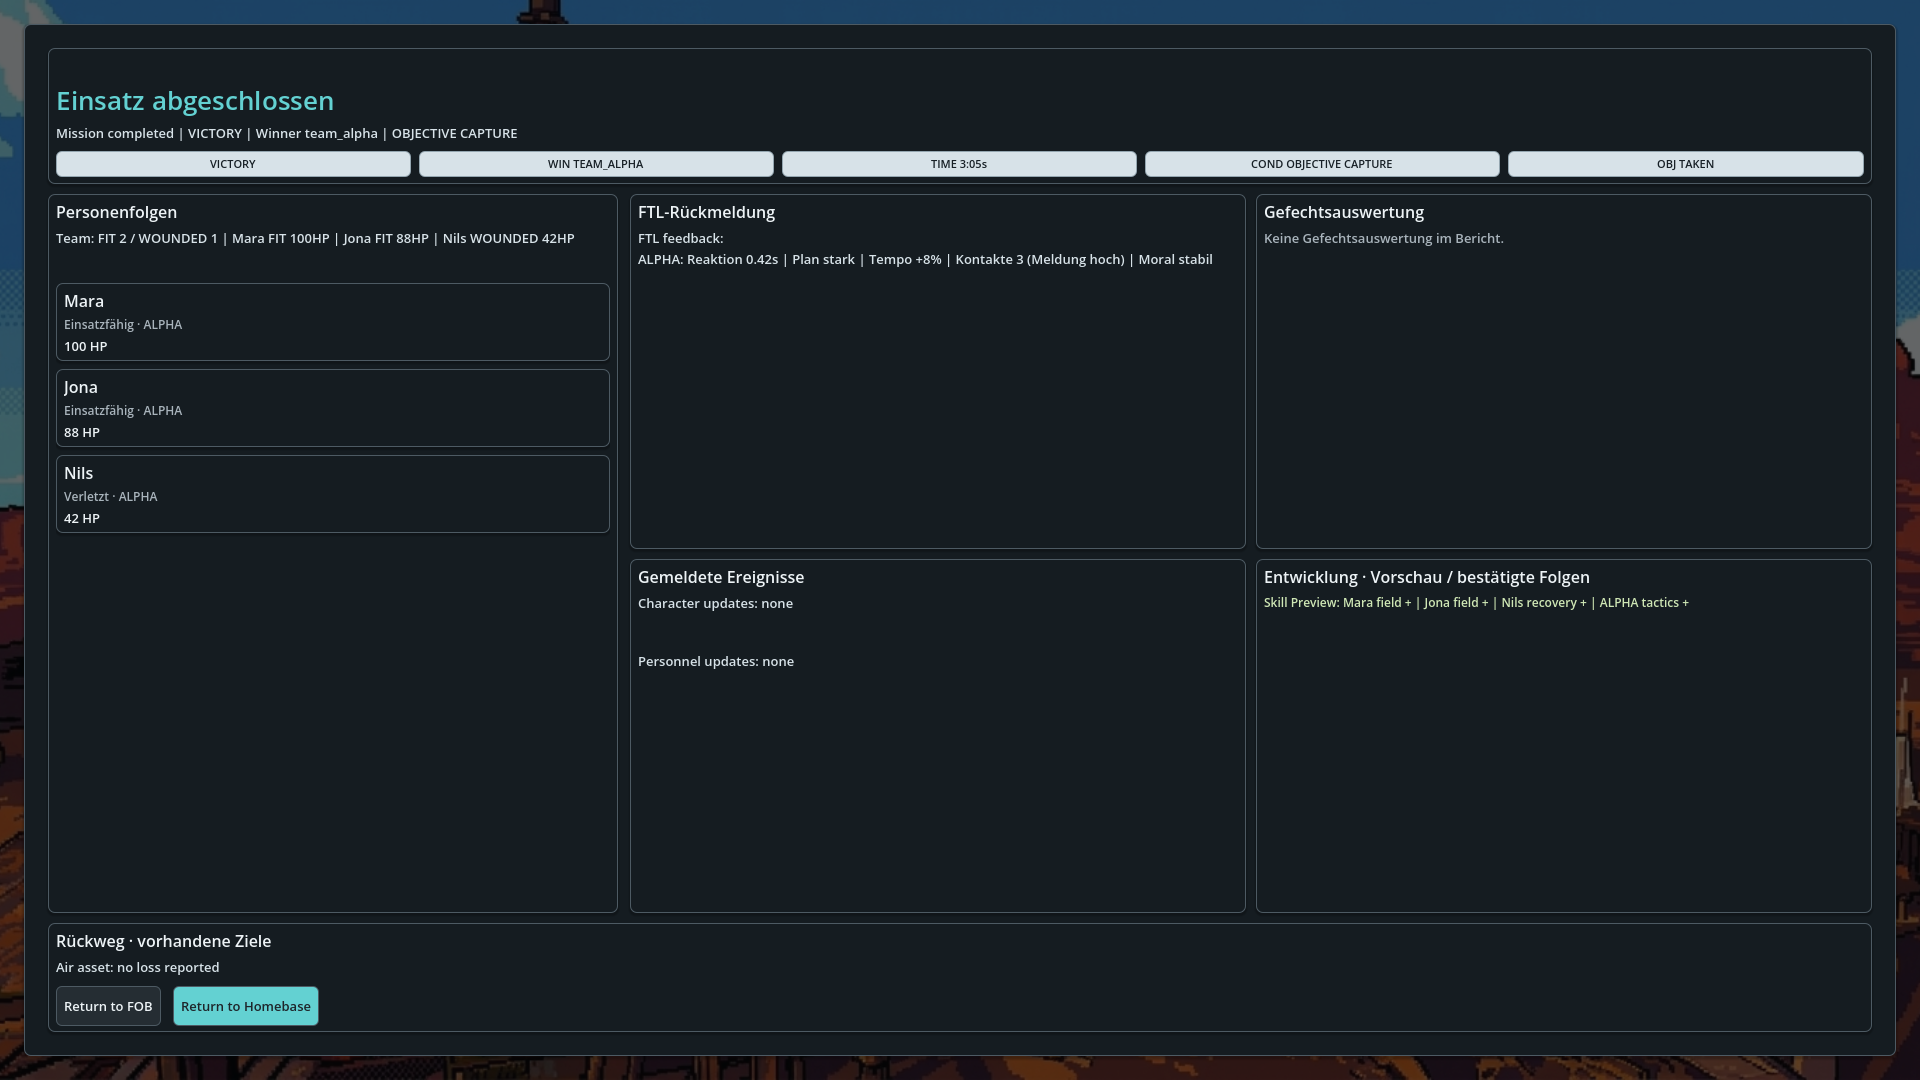 Einsatz abgeschlossen
Mission completed | VICTORY | Winner team_alpha | OBJECTIVE CAPTURE
VICTORY
WIN TEAM_ALPHA
TIME 3:05s
COND OBJECTIVE CAPTURE
OBJ TAKEN
Personenfolgen
Team: FIT 2 / WOUNDED 1 | Mara FIT 100HP | Jona FIT 88HP | Nils WOUNDED 42HP
Mara
Einsatzfähig · ALPHA
100 HP
Jona
Einsatzfähig · ALPHA
88 HP
Nils
Verletzt · ALPHA
42 HP
FTL-Rückmeldung
FTL feedback:
ALPHA: Reaktion 0.42s | Plan stark | Tempo +8% | Kontakte 3 (Meldung hoch) | Moral stabil
Gefechtsauswertung
Keine Gefechtsauswertung im Bericht.
Gemeldete Ereignisse
Character updates: none
Personnel updates: none
Entwicklung · Vorschau / bestätigte Folgen
Skill Preview: Mara field + | Jona field + | Nils recovery + | ALPHA tactics +
Rückweg · vorhandene Ziele
Air asset: no loss reported
Return to FOB
Return to Homebase